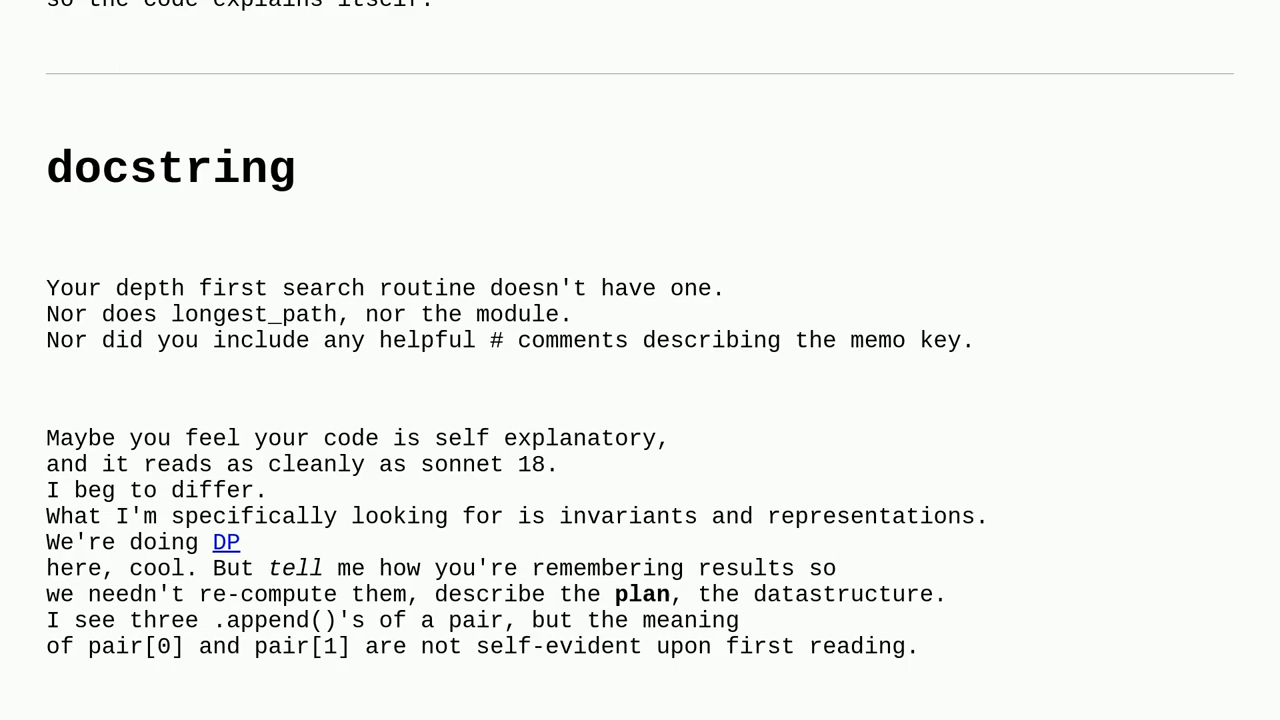 so the code explains itself.
docstring
Your depth first search routine doesn't have one.
Nor does longest_path, nor the module.
Nor did you include any helpful # comments describing the memo key.
Maybe you feel your code is self explanatory,
and it reads as cleanly as sonnet 18.
I beg to differ.
What I'm specifically looking for is invariants and representations.
We're doing DP
here, cool. But tell me how you're remembering results so
we needn't re-compute them, describe the plan, the datastructure.
I see three .append()'s of a pair, but the meaning
of pair[0] and pair[1] are not self-evident upon first reading.